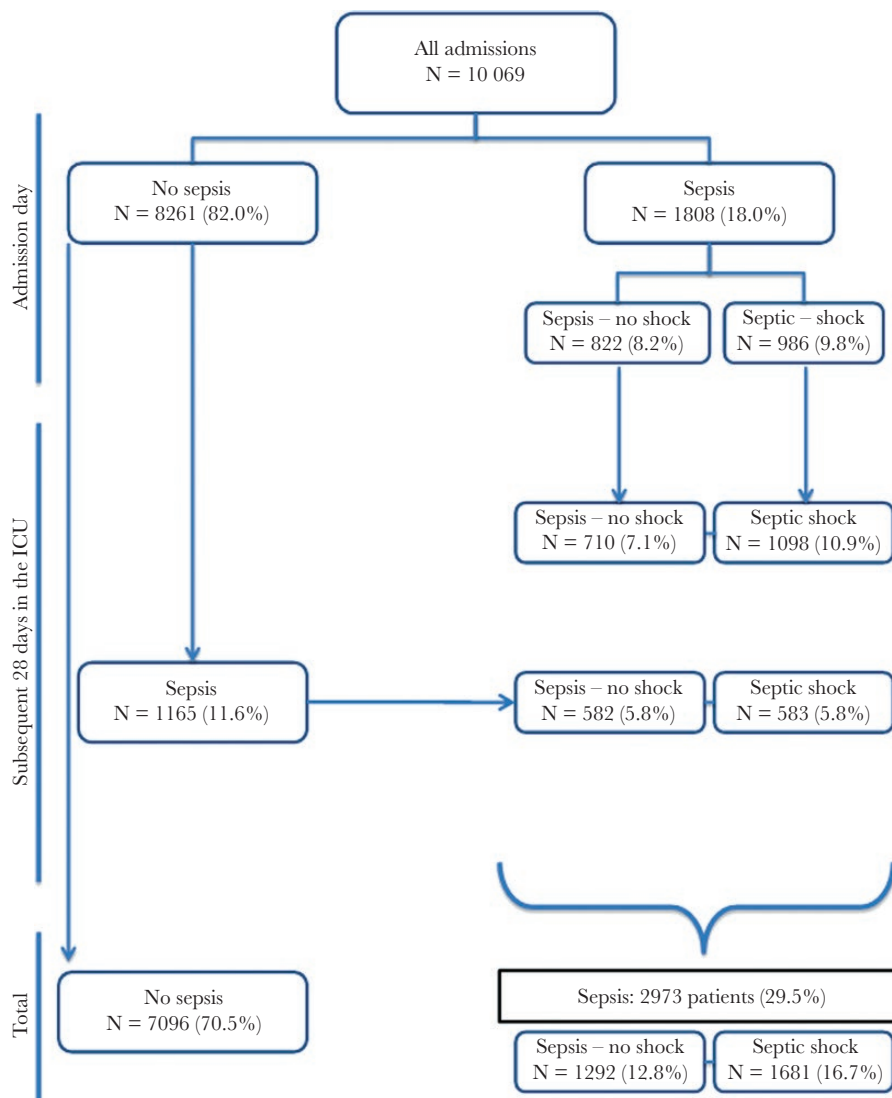 All admissions
N = 10 069
Admission day
No sepsis
N = 8261 (82.0%)
Sepsis
N = 1808 (18.0%)
Sepsis – no shock
N = 822 (8.2%)
Septic – shock
N = 986 (9.8%)
Subsequent 28 days in the ICU
Sepsis – no shock
N = 710 (7.1%)
Septic shock
N = 1098 (10.9%)
Sepsis
N = 1165 (11.6%)
Sepsis – no shock
N = 582 (5.8%)
Septic shock
N = 583 (5.8%)
Total
No sepsis
N = 7096 (70.5%)
Sepsis: 2973 patients (29.5%)
Sepsis – no shock
N = 1292 (12.8%)
Septic shock
N = 1681 (16.7%)